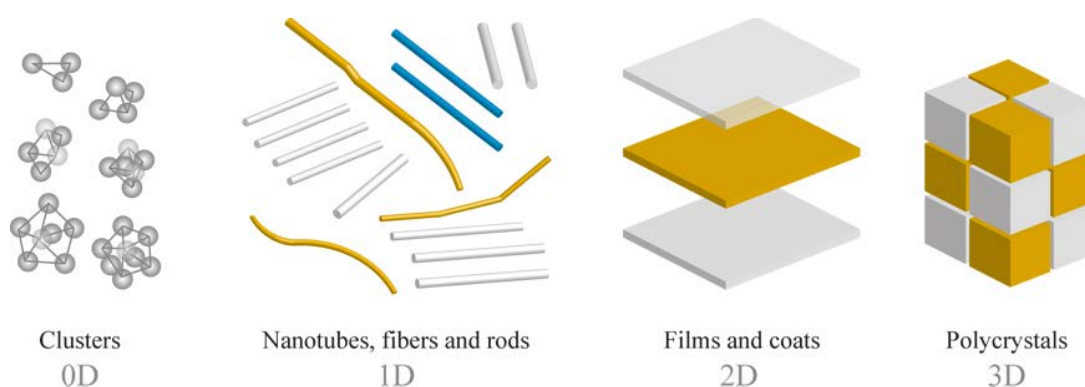 Clusters
0D
Nanotubes, fibers and rods
1D
Films and coats
2D
Polycrystals
3D